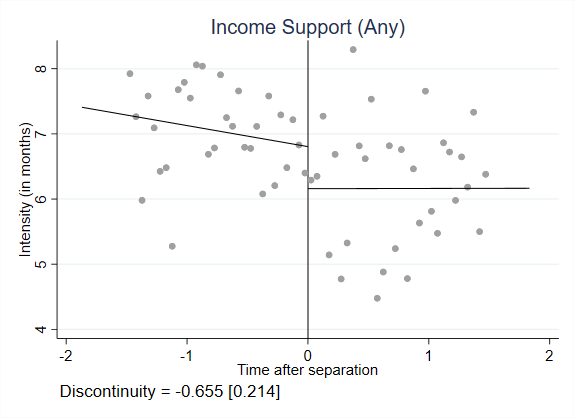 Income Support (Any)
Intensity (in months)
8
7
6
5
4
-2
-1
0
1
2
Time after separation
Discontinuity = -0.655 [0.214]